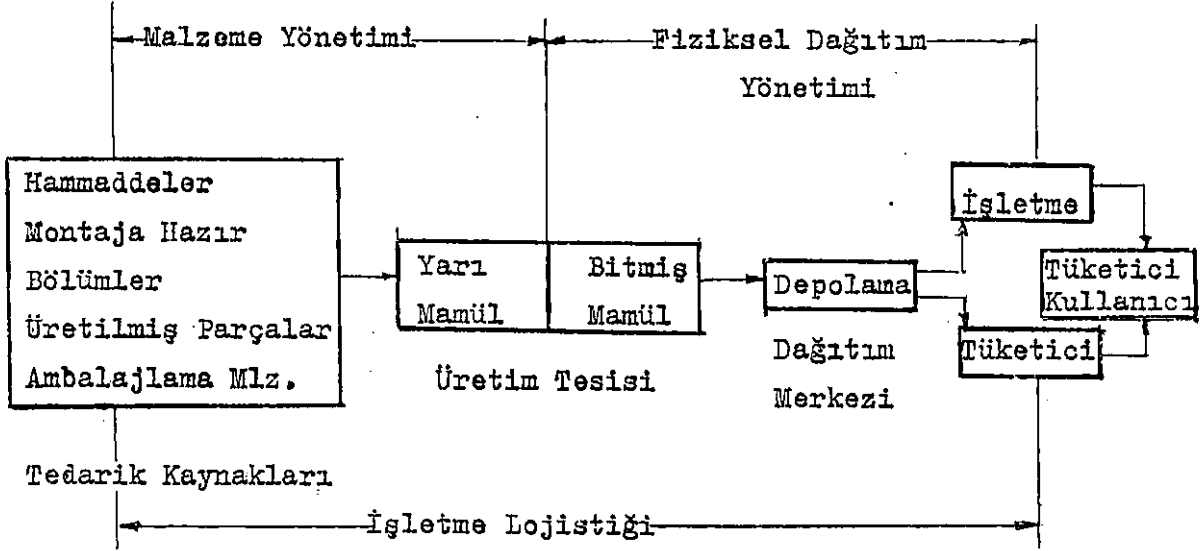 Malzeme Yönetimi
Fiziksel Dağıtım
Yönetimi
Hammaddeler
Montaja Hazır
Bölümler
Üretilmiş Parçalar
Ambalajlama Mlz.
Tedarik Kaynakları
Yarı
Mamül
Bitmiş
Mamül
Üretim Tesisi
Depolama
Dağıtım
Merkezi
İşletme
Tüketici
Tüketici
Kullanıcı
İşletme Lojistiği